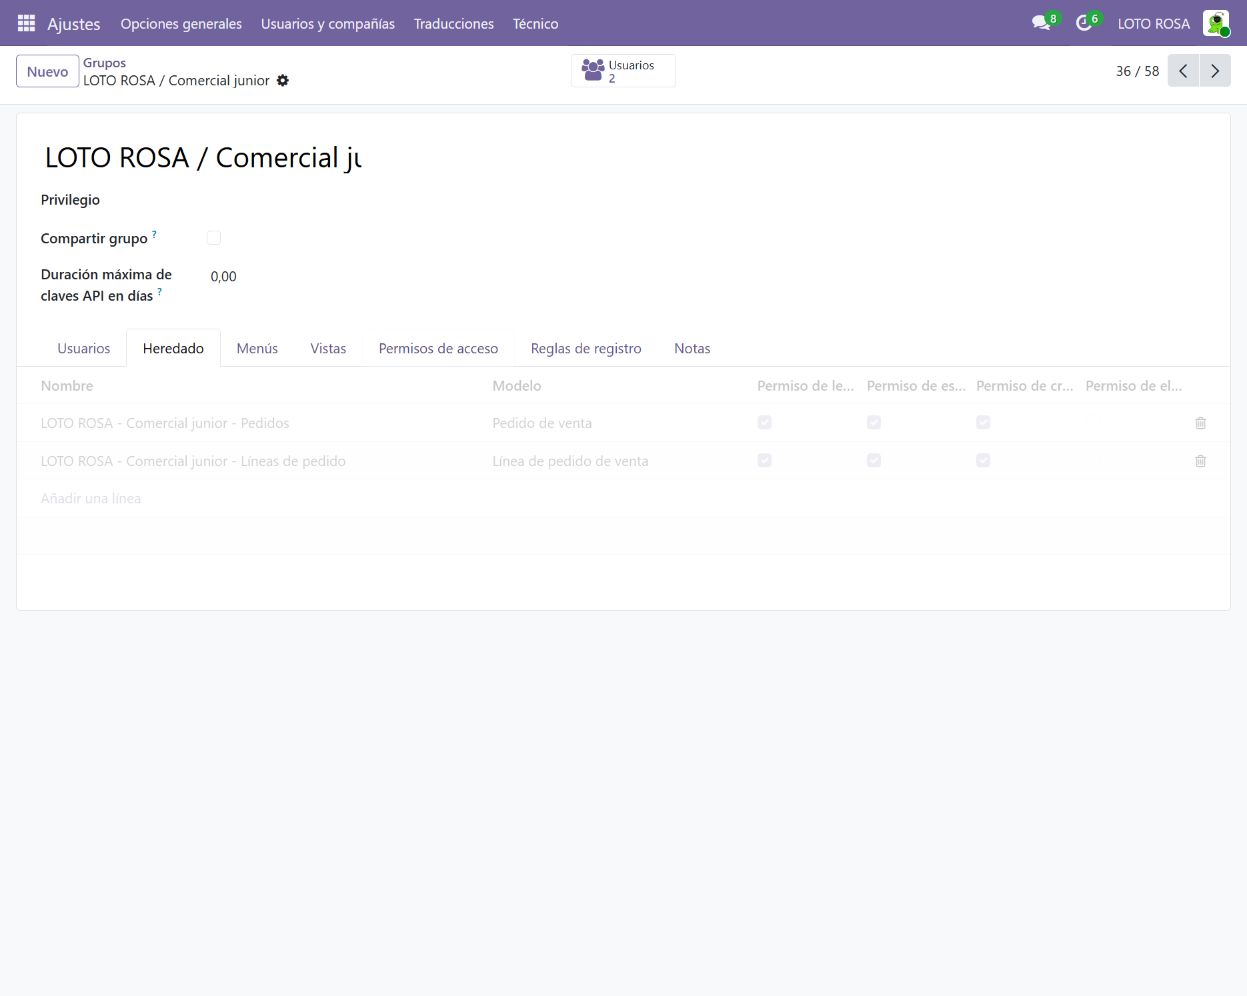 Ajustes Opciones generales Usuarios y compañías Traducciones Técnico 8 6 LOTO ROSA
Nuevo Grupos Usuarios
LOTO ROSA / Comercial junior 2 36 / 58
LOTO ROSA / Comercial
Privilegio
Compartir grupo ?
Duración máxima de 0,00
claves API en días ?
Usuarios Heredado Menús Vistas Permisos de acceso Reglas de registro Notas
Nombre Modelo Permiso de le... Permiso de es... Permiso de cr... Permiso de el...
LOTO ROSA - Comercial junior - Pedidos Pedido de venta
LOTO ROSA - Comercial junior - Líneas de pedido Línea de pedido de venta
Añadir una línea